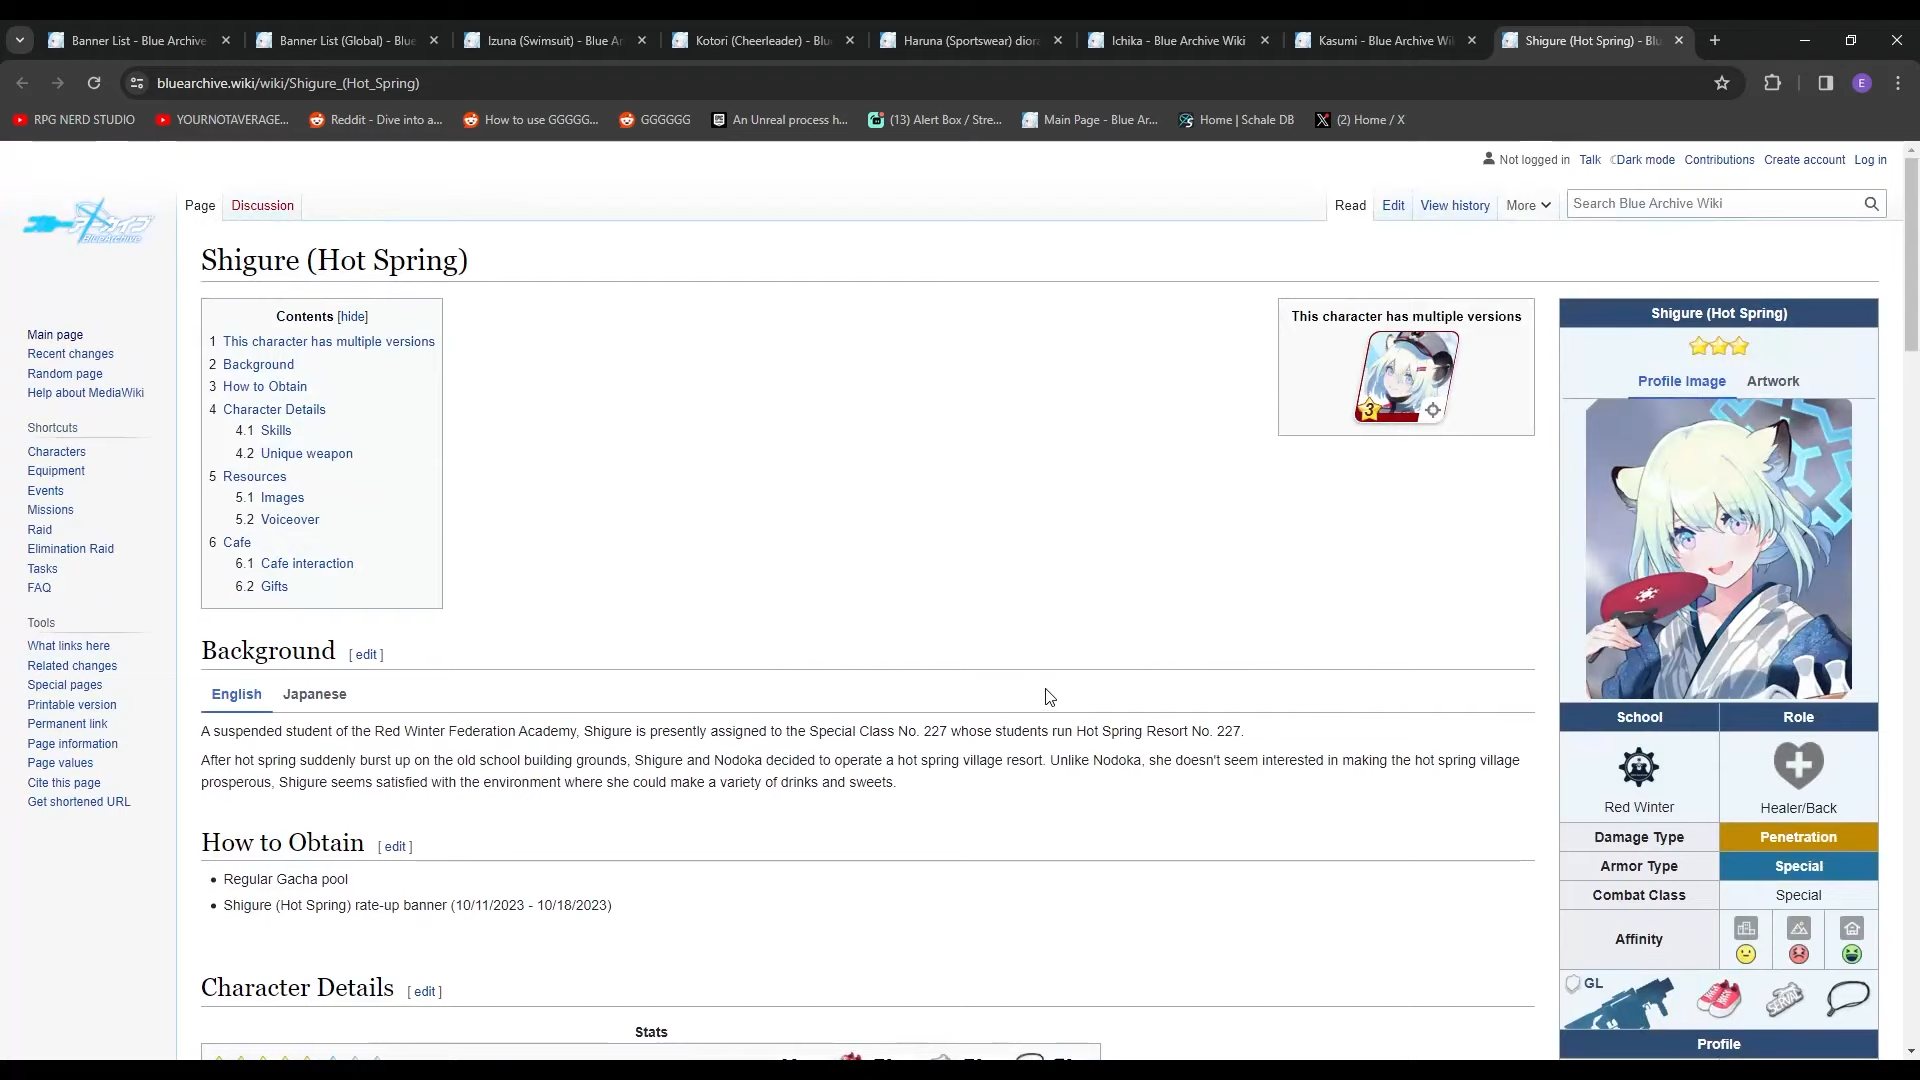 Banner List - Blue Archive
Banner List (Global) - Blue
Izuna (Swimsuit) - Blue Ar
Kotori (Cheerleader) - Blu
Haruna (Sportswear) dior
Ichika - Blue Archive Wiki
Kasumi - Blue Archive Wi
Shigure (Hot Spring) - Blu
bluearchive.wiki/wiki/Shigure_(Hot_Spring)
E
RPG NERD STUDIO
YOURNOTAVERAGE...
Reddit - Dive into a...
How to use GGGGG...
GGGGGG
An Unreal process h...
(13) Alert Box / Stre...
Main Page - Blue Ar...
Home | Schale DB
(2) Home / X
Not logged in Talk Dark mode Contributions Create account Log in
ブルーアーカイブ
BlueArchive
Page Discussion
Read Edit View history More
Search Blue Archive Wiki
Main page
Recent changes
Random page
Help about MediaWiki
Shortcuts
Characters
Equipment
Events
Missions
Raid
Elimination Raid
Tasks
FAQ
Tools
What links here
Related changes
Special pages
Printable version
Permanent link
Page information
Page values
Cite this page
Get shortened URL
Shigure (Hot Spring)
Contents [hide]
1 This character has multiple versions
2 Background
3 How to Obtain
4 Character Details
4.1 Skills
4.2 Unique weapon
5 Resources
5.1 Images
5.2 Voiceover
6 Cafe
6.1 Cafe interaction
6.2 Gifts
This character has multiple versions
3
Background [ edit ]
English Japanese
A suspended student of the Red Winter Federation Academy, Shigure is presently assigned to the Special Class No. 227 whose students run Hot Spring Resort No. 227.
After hot spring suddenly burst up on the old school building grounds, Shigure and Nodoka decided to operate a hot spring village resort. Unlike Nodoka, she doesn't seem interested in making the hot spring village
prosperous, Shigure seems satisfied with the environment where she could make a variety of drinks and sweets.
How to Obtain [ edit ]
Regular Gacha pool
Shigure (Hot Spring) rate-up banner (10/11/2023 - 10/18/2023)
Character Details [ edit ]
Stats
Shigure (Hot Spring)
Profile Image Artwork
School Role
Red Winter Healer/Back
Damage Type Penetration
Armor Type Special
Combat Class Special
Affinity
GL
Profile